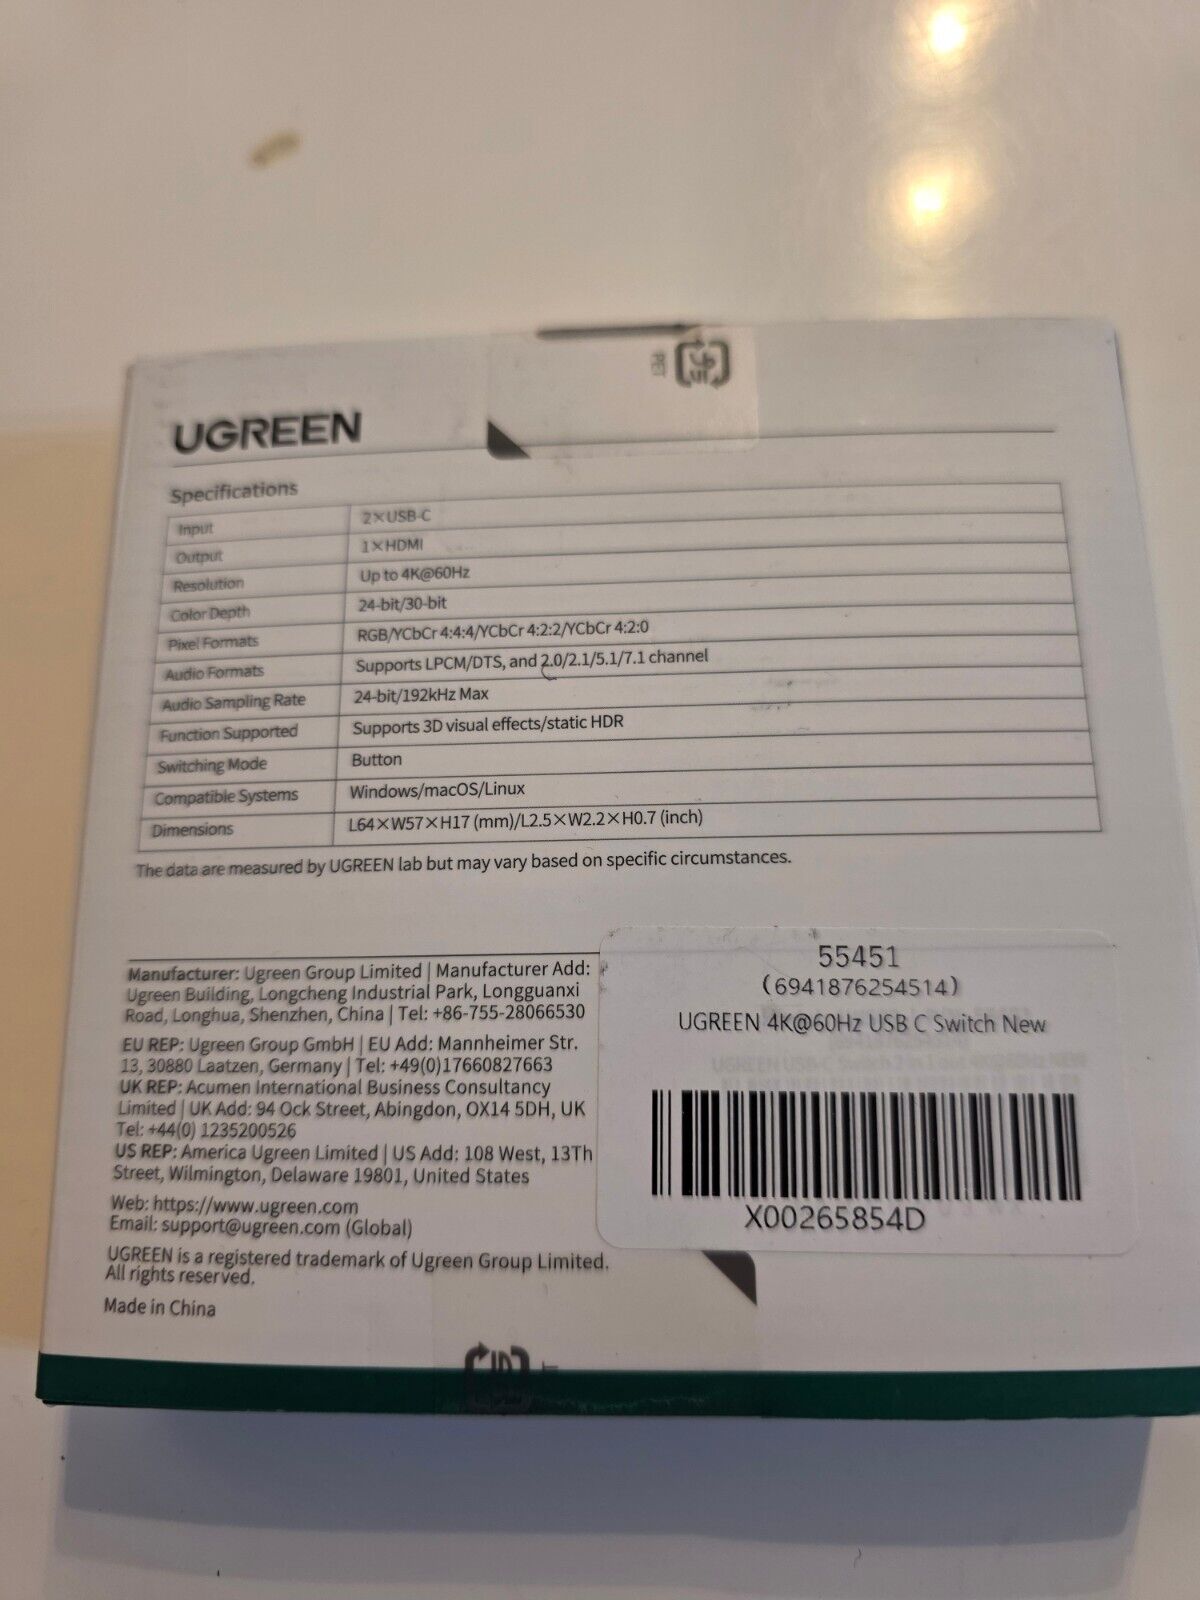 PET
UGREEN
Specifications
Input 2×USB-C
Output 1×HDMI
Resolution Up to 4K@60Hz
Color Depth 24-bit/30-bit
Pixel Formats RGB/YCbCr 4:4:4/YCbCr 4:2:2/YCbCr 4:2:0
Audio Formats Supports LPCM/DTS, and 2.0/2.1/5.1/7.1 channel
Audio Sampling Rate 24-bit/192kHz Max
Function Supported Supports 3D visual effects/static HDR
Switching Mode Button
Compatible Systems Windows/macOS/Linux
Dimensions L64×W57×H17 (mm)/L2.5×W2.2×H0.7 (inch)
The data are measured by UGREEN lab but may vary based on specific circumstances.
Manufacturer: Ugreen Group Limited | Manufacturer Add:
Ugreen Building, Longcheng Industrial Park, Longguanxi
Road, Longhua, Shenzhen, China | Tel: +86-755-28066530
EU REP: Ugreen Group GmbH | EU Add: Mannheimer Str.
13, 30880 Laatzen, Germany | Tel: +49(0)17660827663
UK REP: Acumen International Business Consultancy
Limited | UK Add: 94 Ock Street, Abingdon, OX14 5DH, UK
Tel: +44(0) 1235200526
US REP: America Ugreen Limited | US Add: 108 West, 13Th
Street, Wilmington, Delaware 19801, United States
Web: https://www.ugreen.com
Email: support@ugreen.com (Global)
UGREEN is a registered trademark of Ugreen Group Limited.
All rights reserved.
Made in China
55451
(6941876254514)
UGREEN 4K@60Hz USB C Switch New
X00265854D